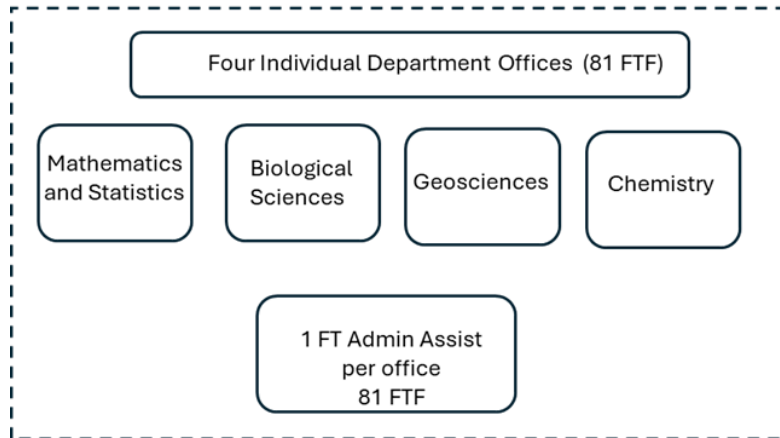 Four Individual Department Offices (81 FTF)
Mathematics
and Statistics
Biological
Sciences
Geosciences
Chemistry
1 FT Admin Assist
per office
81 FTF